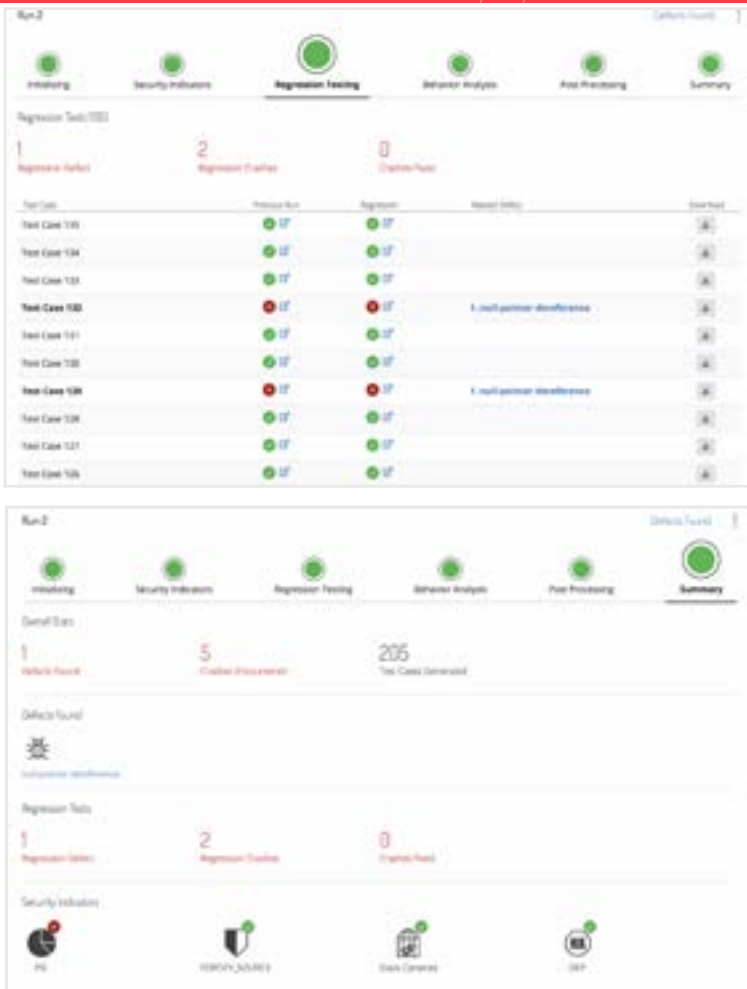 Run 2
Defects Found
Initializing
Security Indicators
Regression Testing
Behavior Analysis
Post Processing
Summary
Regression Tests
1
2
0
Regression Defect
Regression Crashes
Crashes Fixed
Test Case
Previous Run
Regression
Related Defect
Download
Test Case 135
Test Case 134
Test Case 133
Test Case 132
1. null-pointer-dereference
Test Case 131
Test Case 130
Test Case
1. null-pointer-dereference
Test Case
Test Case 127
Test Case 126
Run 2
Defects Found
Initializing
Security Indicators
Regression Testing
Behavior Analysis
Post Processing
Summary
Overall Stats
1
5
205
Defects Found
Crashes Encountered
Test Cases Generated
Defects Found
null-pointer-dereference
Regression Tests
1
2
0
Regression Defect
Regression Crashes
Crashes Fixed
Security Indicators
PIE
FORTIFY_SOURCE
Stack Canaries
DEP